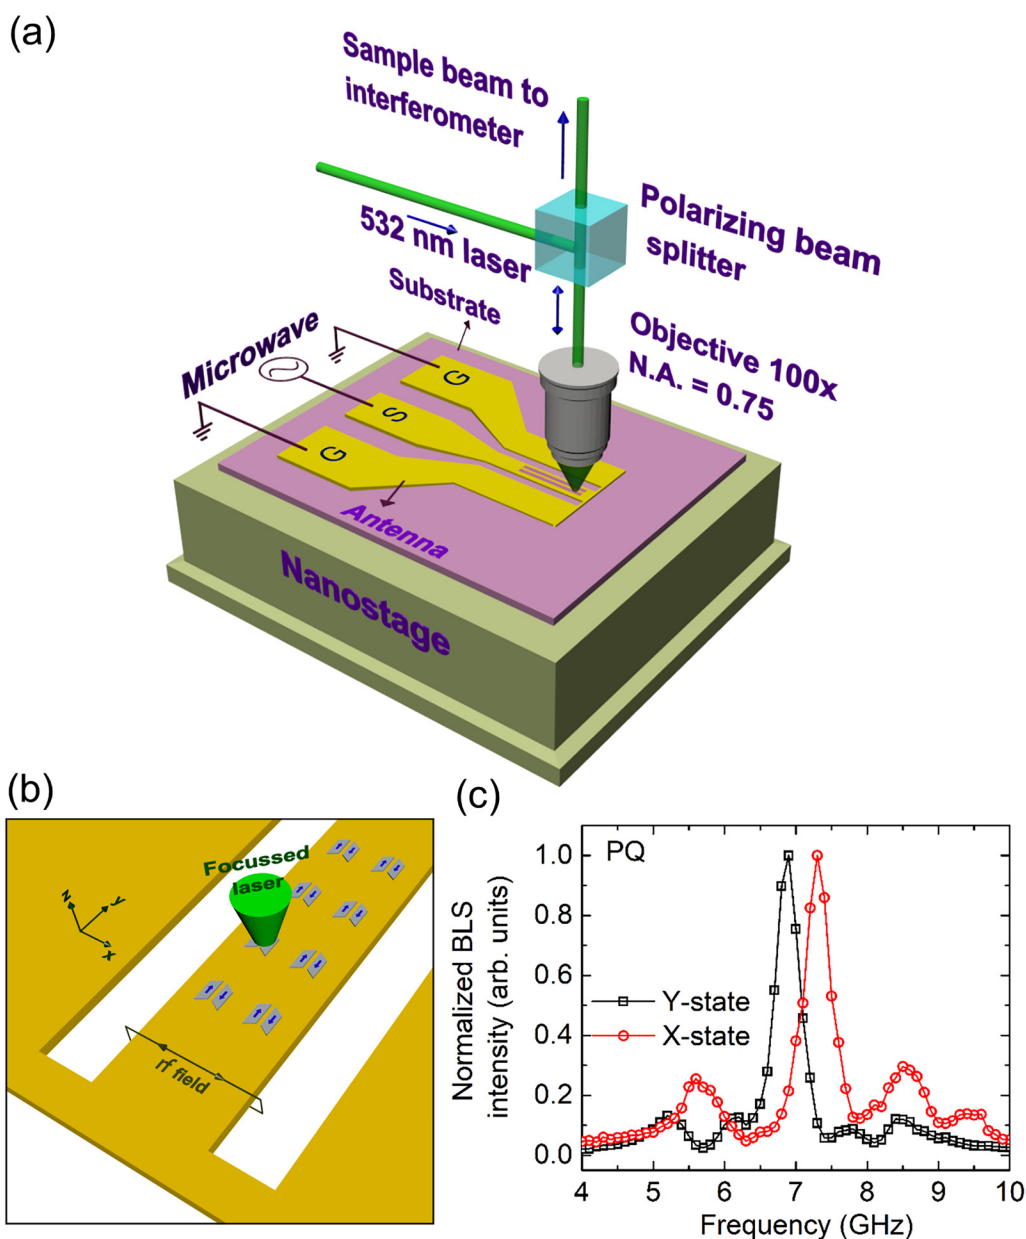 (a)
Sample beam to
interferometer
532 nm laser
Polarizing beam
splitter
Substrate
Microwave
Objective 100x
N.A. = 0.75
G
S
G
Antenna
Nanostage
(b)
Focussed
laser
Z
y
X
rf field
(c)
PQ
Normalized BLS
intensity (arb. units)
1.0
0.8
0.6
0.4
0.2
0.0
Y-state
X-state
4 5 6 7 8 9 10
Frequency (GHz)